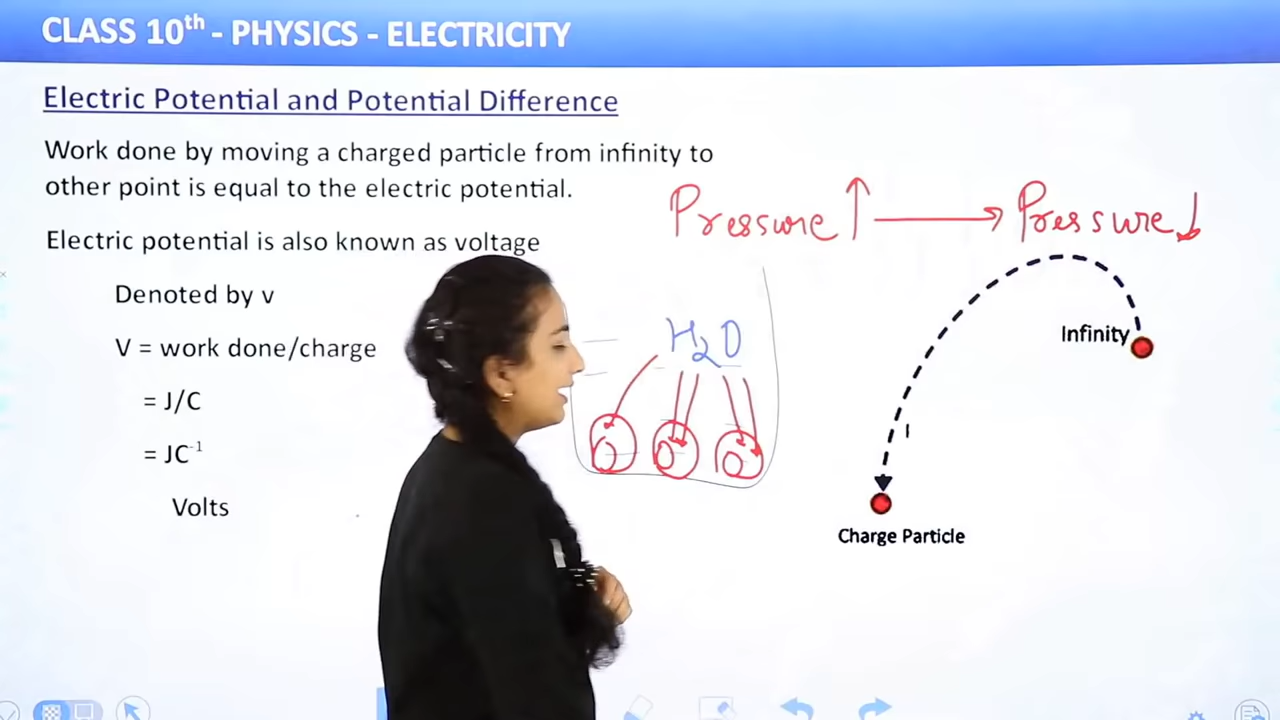 CLASS 10th - PHYSICS - ELECTRICITY
Electric Potential and Potential Difference
Work done by moving a charged particle from infinity to
other point is equal to the electric potential.
Pressure ↑ → Pressure ↓
Electric potential is also known as voltage
Denoted by v
V = work done/charge
= J/C
= JC-1
Volts
H2O
O O O
Infinity
Charge Particle